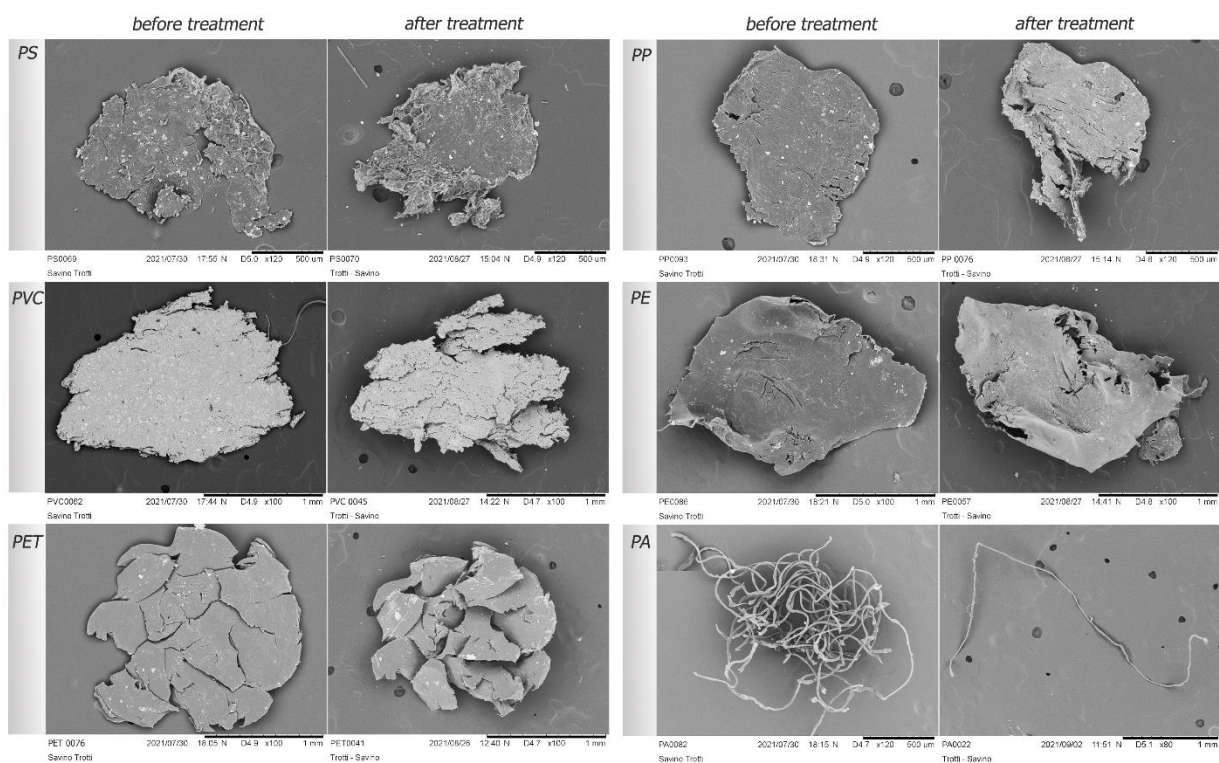 before treatment after treatment before treatment after treatment
PS
PS0069 2021/07/30 17:55 N D5.0 x120 500 um
Savino Trotti
PS0070 2021/08/27 15:04 N D4.9 x120 500 um
Trotti - Savino
PP
PP0093 2021/07/30 18:31 N D4.9 x120 500 um
Savino Trotti
PP 0076 2021/08/27 15:14 N D4.8 x120 500 um
Trotti - Savino
PVC
PVC0062 2021/07/30 17:44 N D4.9 x100 1 mm
Savino Trotti
PVC 0045 2021/08/27 14:22 N D4.7 x100 1 mm
Trotti - Savino
PE
PE0086 2021/07/30 18:21 N D5.0 x100 1 mm
Savino Trotti
PE0057 2021/08/27 14:41 N D4.8 x100 1 mm
Trotti - Savino
PET
PET 0076 2021/07/30 18:05 N D4.9 x100 1 mm
Savino Trotti
PET0041 2021/08/26 12:40 N D4.7 x100 1 mm
Trotti - Savino
PA
PA0082 2021/07/30 18:15 N D4.7 x120 500 um
Savino Trotti
PA0022 2021/09/02 11:51 N D5.1 x80 1 mm
Trotti - Savino